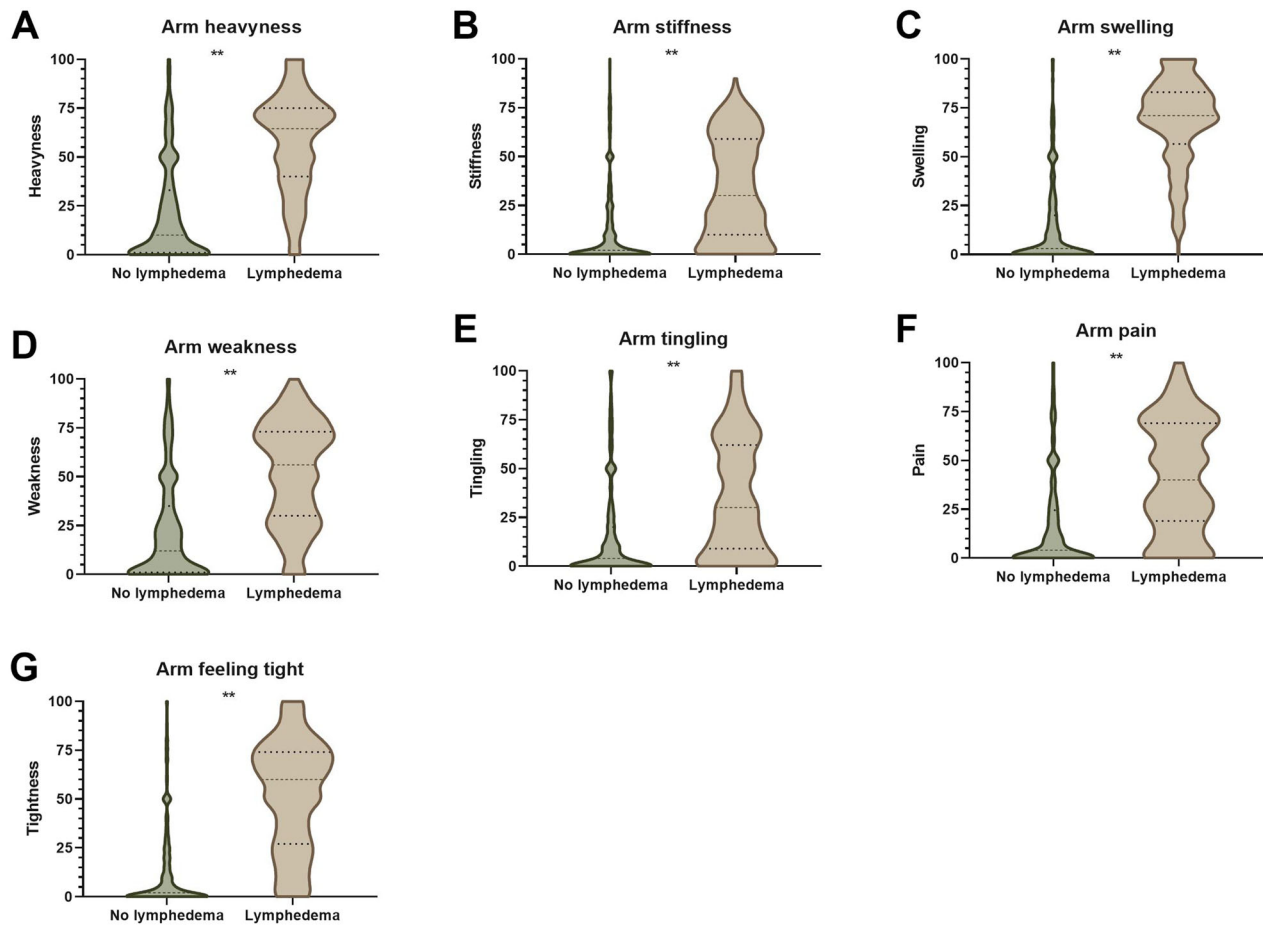 A
Arm heavyness
**
Heavyness
100
75
50
25
0
No lymphedema
Lymphedema
B
Arm stiffness
**
Stiffness
100
75
50
25
0
No lymphedema
Lymphedema
C
Arm swelling
**
Swelling
100
75
50
25
0
No lymphedema
Lymphedema
D
Arm weakness
**
Weakness
100
75
50
25
0
No lymphedema
Lymphedema
E
Arm tingling
**
Tingling
100
75
50
25
0
No lymphedema
Lymphedema
F
Arm pain
**
Pain
100
75
50
25
0
No lymphedema
Lymphedema
G
Arm feeling tight
**
Tightness
100
75
50
25
0
No lymphedema
Lymphedema